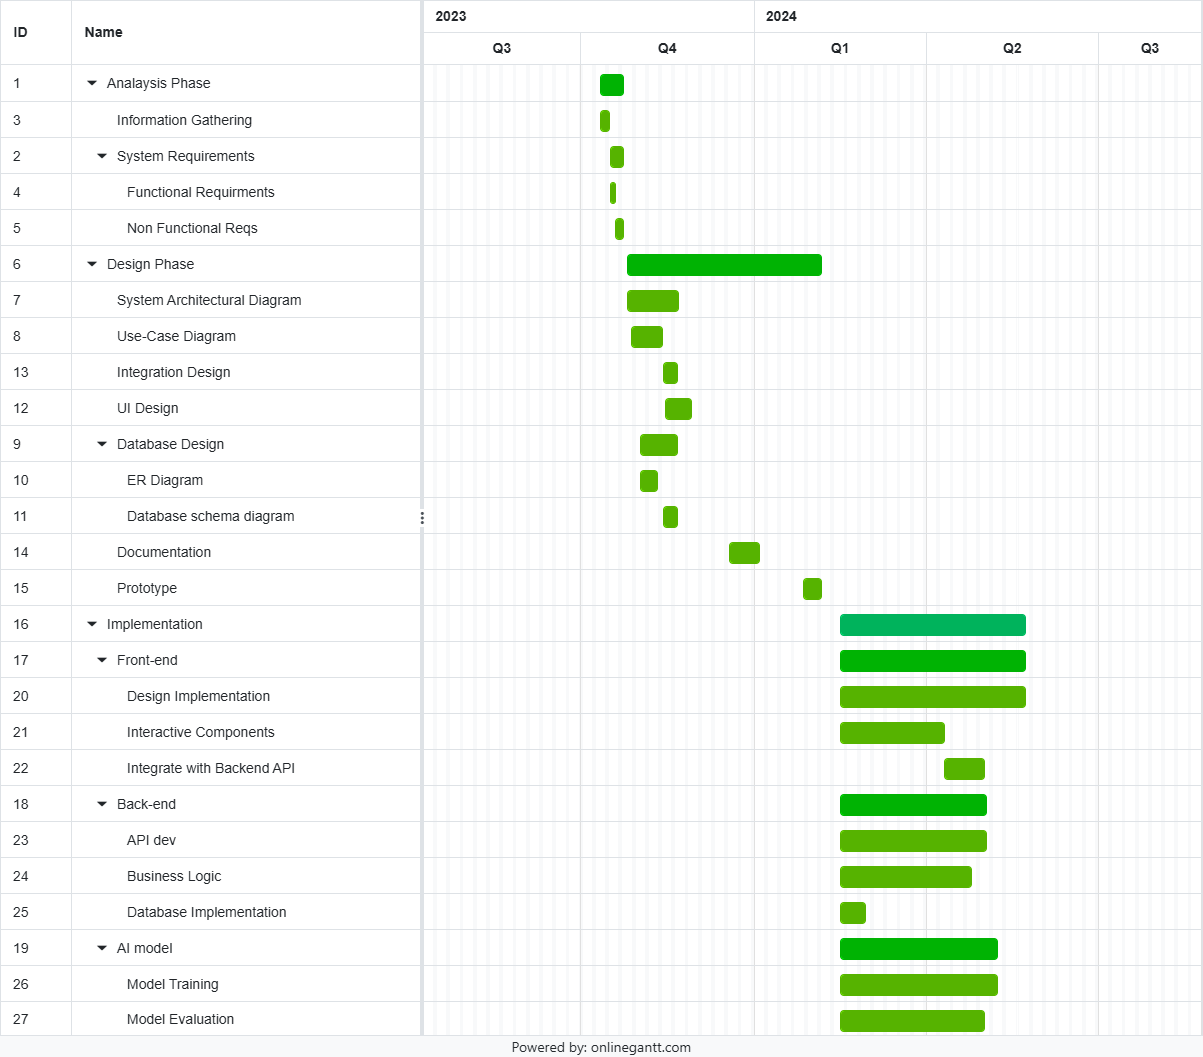 ID Name 2023 2024
Q3 Q4 Q1 Q2 Q3
1 Analaysis Phase
3 Information Gathering
2 System Requirements
4 Functional Requirments
5 Non Functional Reqs
6 Design Phase
7 System Architectural Diagram
8 Use-Case Diagram
13 Integration Design
12 UI Design
9 Database Design
10 ER Diagram
11 Database schema diagram
14 Documentation
15 Prototype
16 Implementation
17 Front-end
20 Design Implementation
21 Interactive Components
22 Integrate with Backend API
18 Back-end
23 API dev
24 Business Logic
25 Database Implementation
19 AI model
26 Model Training
27 Model Evaluation
Powered by: onlinegantt.com